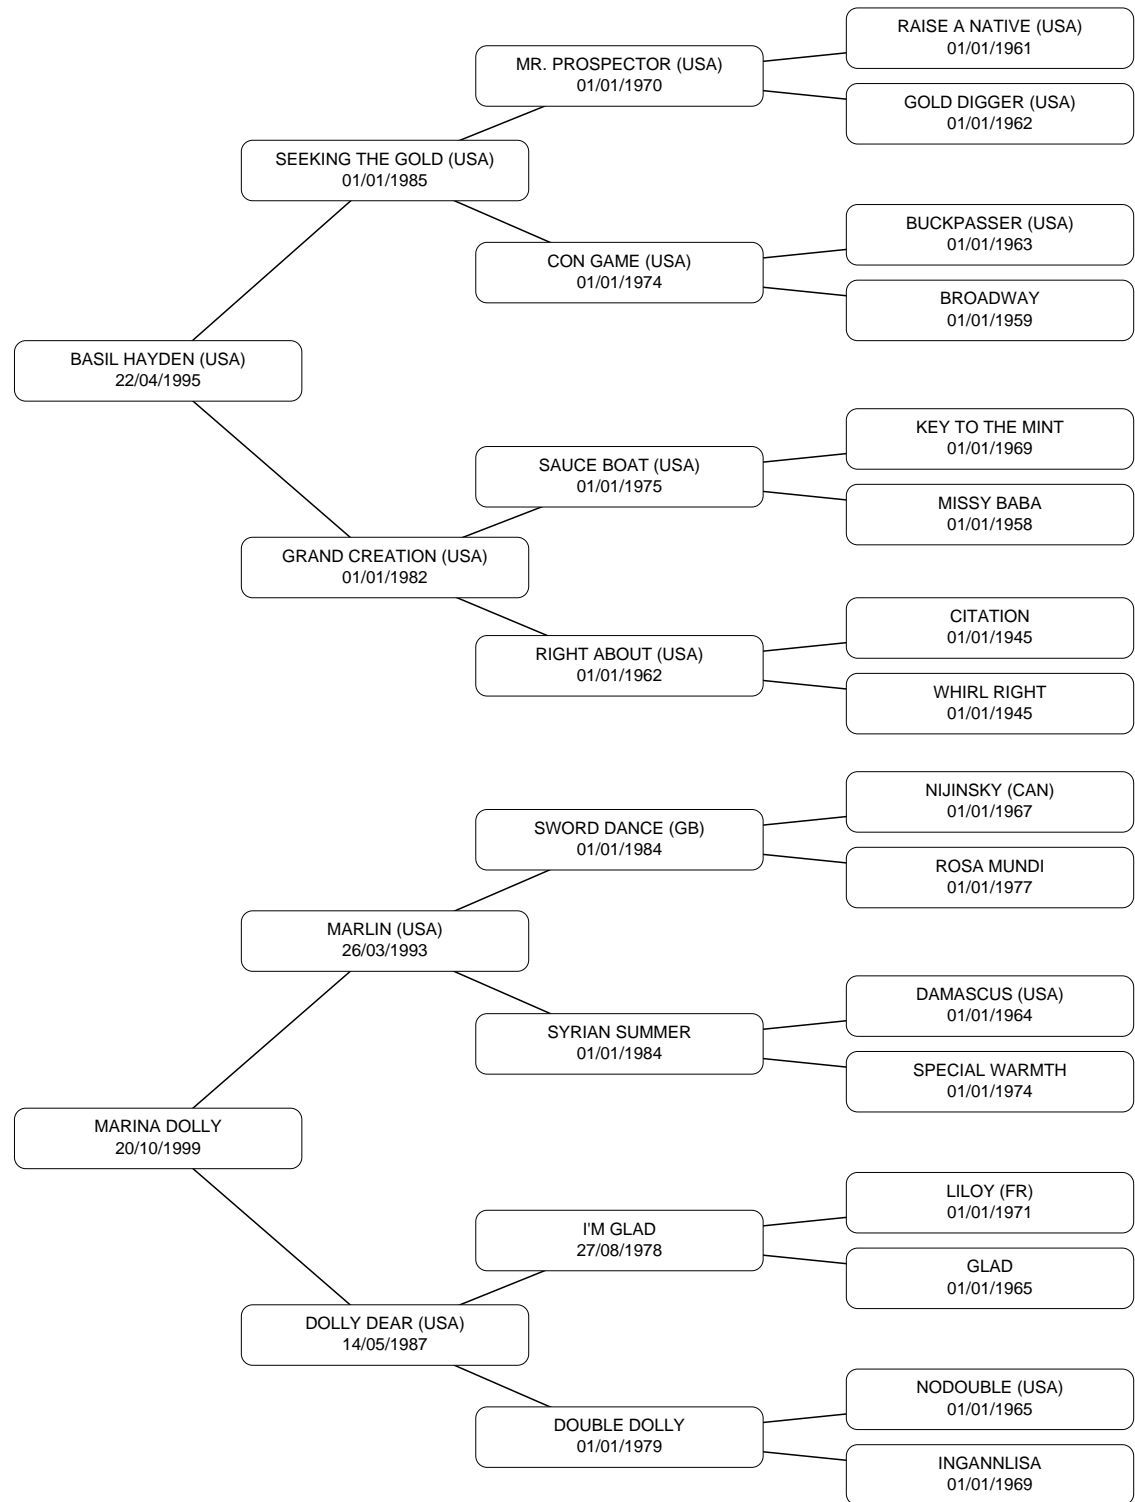 RAISE A NATIVE (USA)
01/01/1961
MR. PROSPECTOR (USA)
01/01/1970
GOLD DIGGER (USA)
01/01/1962
SEEKING THE GOLD (USA)
01/01/1985
BUCKPASSER (USA)
01/01/1963
CON GAME (USA)
01/01/1974
BROADWAY
01/01/1959
BASIL HAYDEN (USA)
22/04/1995
KEY TO THE MINT
01/01/1969
SAUCE BOAT (USA)
01/01/1975
MISSY BABA
01/01/1958
GRAND CREATION (USA)
01/01/1982
CITATION
01/01/1945
RIGHT ABOUT (USA)
01/01/1962
WHIRL RIGHT
01/01/1945
NIJINSKY (CAN)
01/01/1967
SWORD DANCE (GB)
01/01/1984
ROSA MUNDI
01/01/1977
MARLIN (USA)
26/03/1993
DAMASCUS (USA)
01/01/1964
SYRIAN SUMMER
01/01/1984
SPECIAL WARMTH
01/01/1974
MARINA DOLLY
20/10/1999
LILOY (FR)
01/01/1971
I'M GLAD
27/08/1978
GLAD
01/01/1965
DOLLY DEAR (USA)
14/05/1987
NODOUBLE (USA)
01/01/1965
DOUBLE DOLLY
01/01/1979
INGANNLISA
01/01/1969